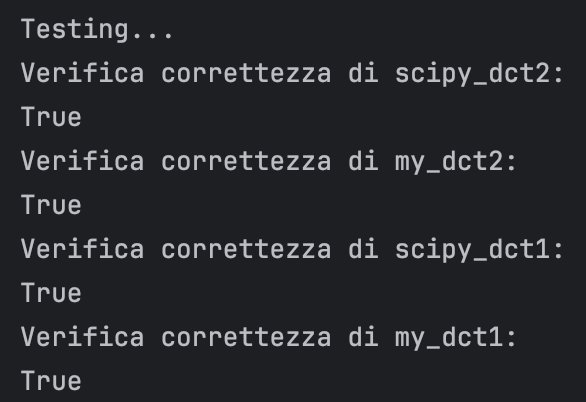 Testing...
Verifica correttezza di scipy_dct2:
True
Verifica correttezza di my_dct2:
True
Verifica correttezza di scipy_dct1:
True
Verifica correttezza di my_dct1:
True